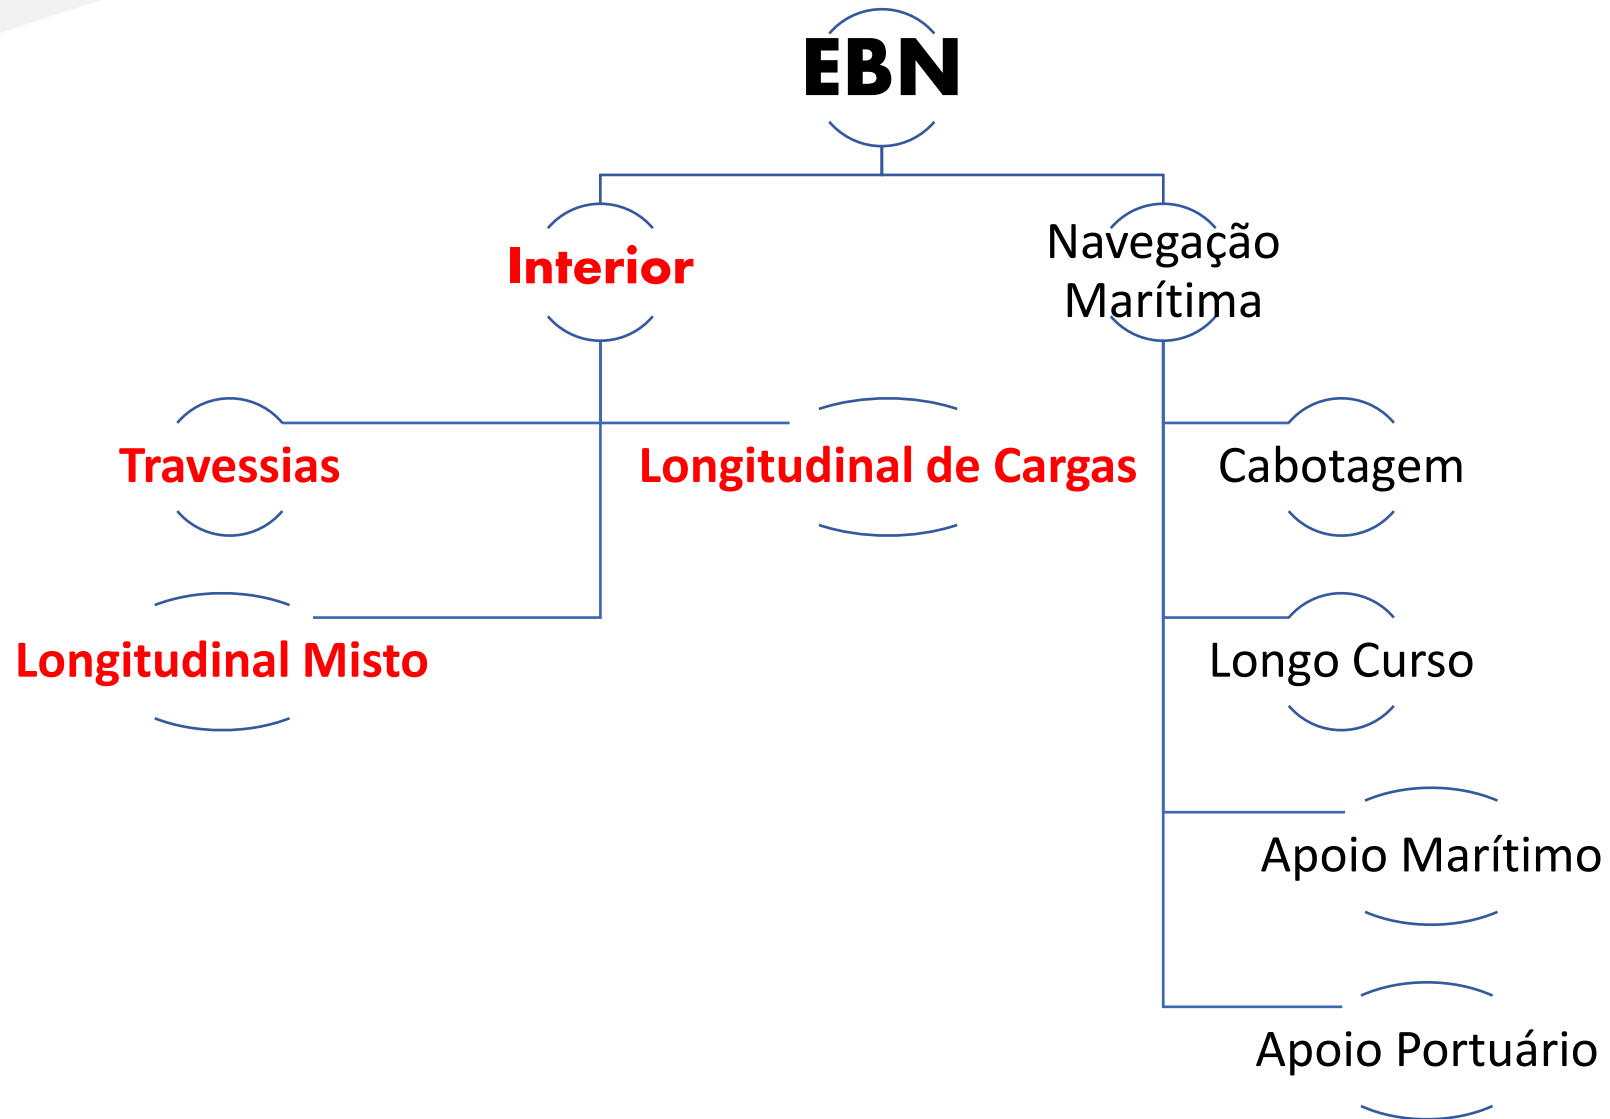 EBN
Interior
Navegação
Marítima
Travessias
Longitudinal de Cargas
Cabotagem
Longitudinal Misto
Longo Curso
Apoio Marítimo
Apoio Portuário